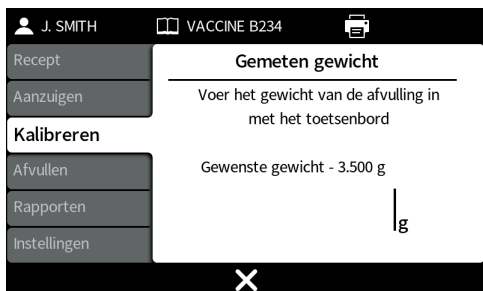 J. SMITH
VACCINE B234
Recept
Aanzuigen
Kalibreren
Afvullen
Rapporten
Instellingen
Gemeten gewicht
Voer het gewicht van de afvulling in
met het toetsenbord
Gewenste gewicht - 3.500 g
g